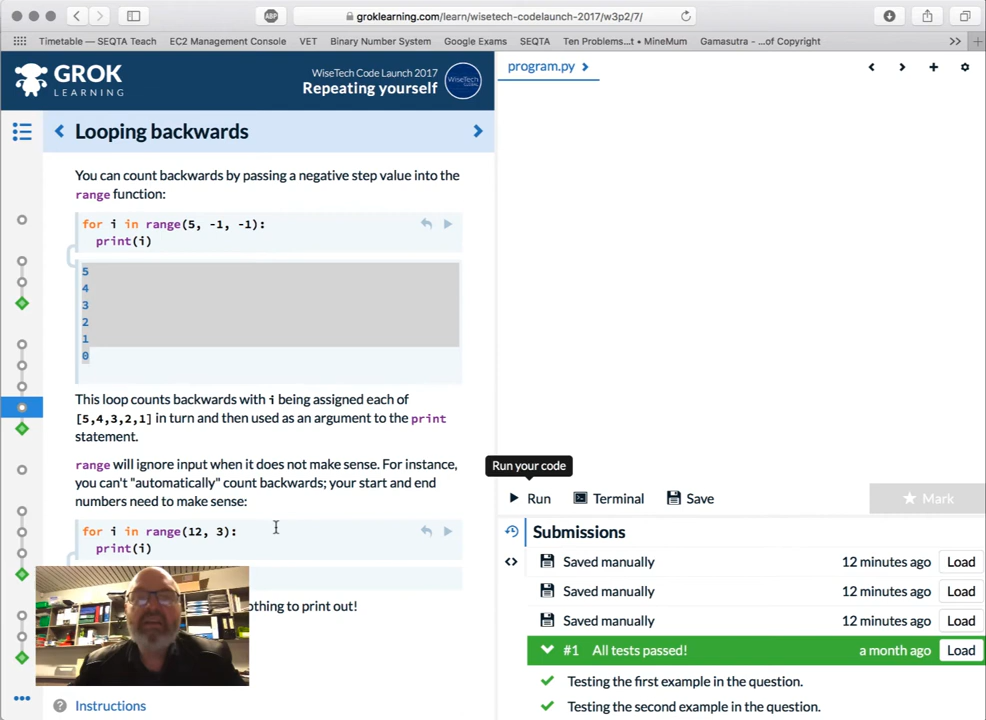 ABP
groklearning.com/learn/wisetech-codelaunch-2017/w3p2/7/
Timetable — SEQTA Teach
EC2 Management Console
VET
Binary Number System
Google Exams
SEQTA
Ten Problems...t • MineMum
Gamasutra - ...of Copyright
>>
GROK
LEARNING
WiseTech Code Launch 2017
Repeating yourself
WISETECH
GLOBAL
program.py
Looping backwards
You can count backwards by passing a negative step value into the
range function:
for i in range(5, -1, -1):
print(i)
5
4
3
2
1
0
This loop counts backwards with i being assigned each of
[5,4,3,2,1] in turn and then used as an argument to the print
statement.
range will ignore input when it does not make sense. For instance,
you can't "automatically" count backwards; your start and end
numbers need to make sense:
for i in range(12, 3):
print(i)
othing to print out!
Instructions
Run your code
Run
Terminal
Save
Mark
Submissions
Saved manually 12 minutes ago Load
Saved manually 12 minutes ago Load
Saved manually 12 minutes ago Load
#1 All tests passed! a month ago Load
Testing the first example in the question.
Testing the second example in the question.